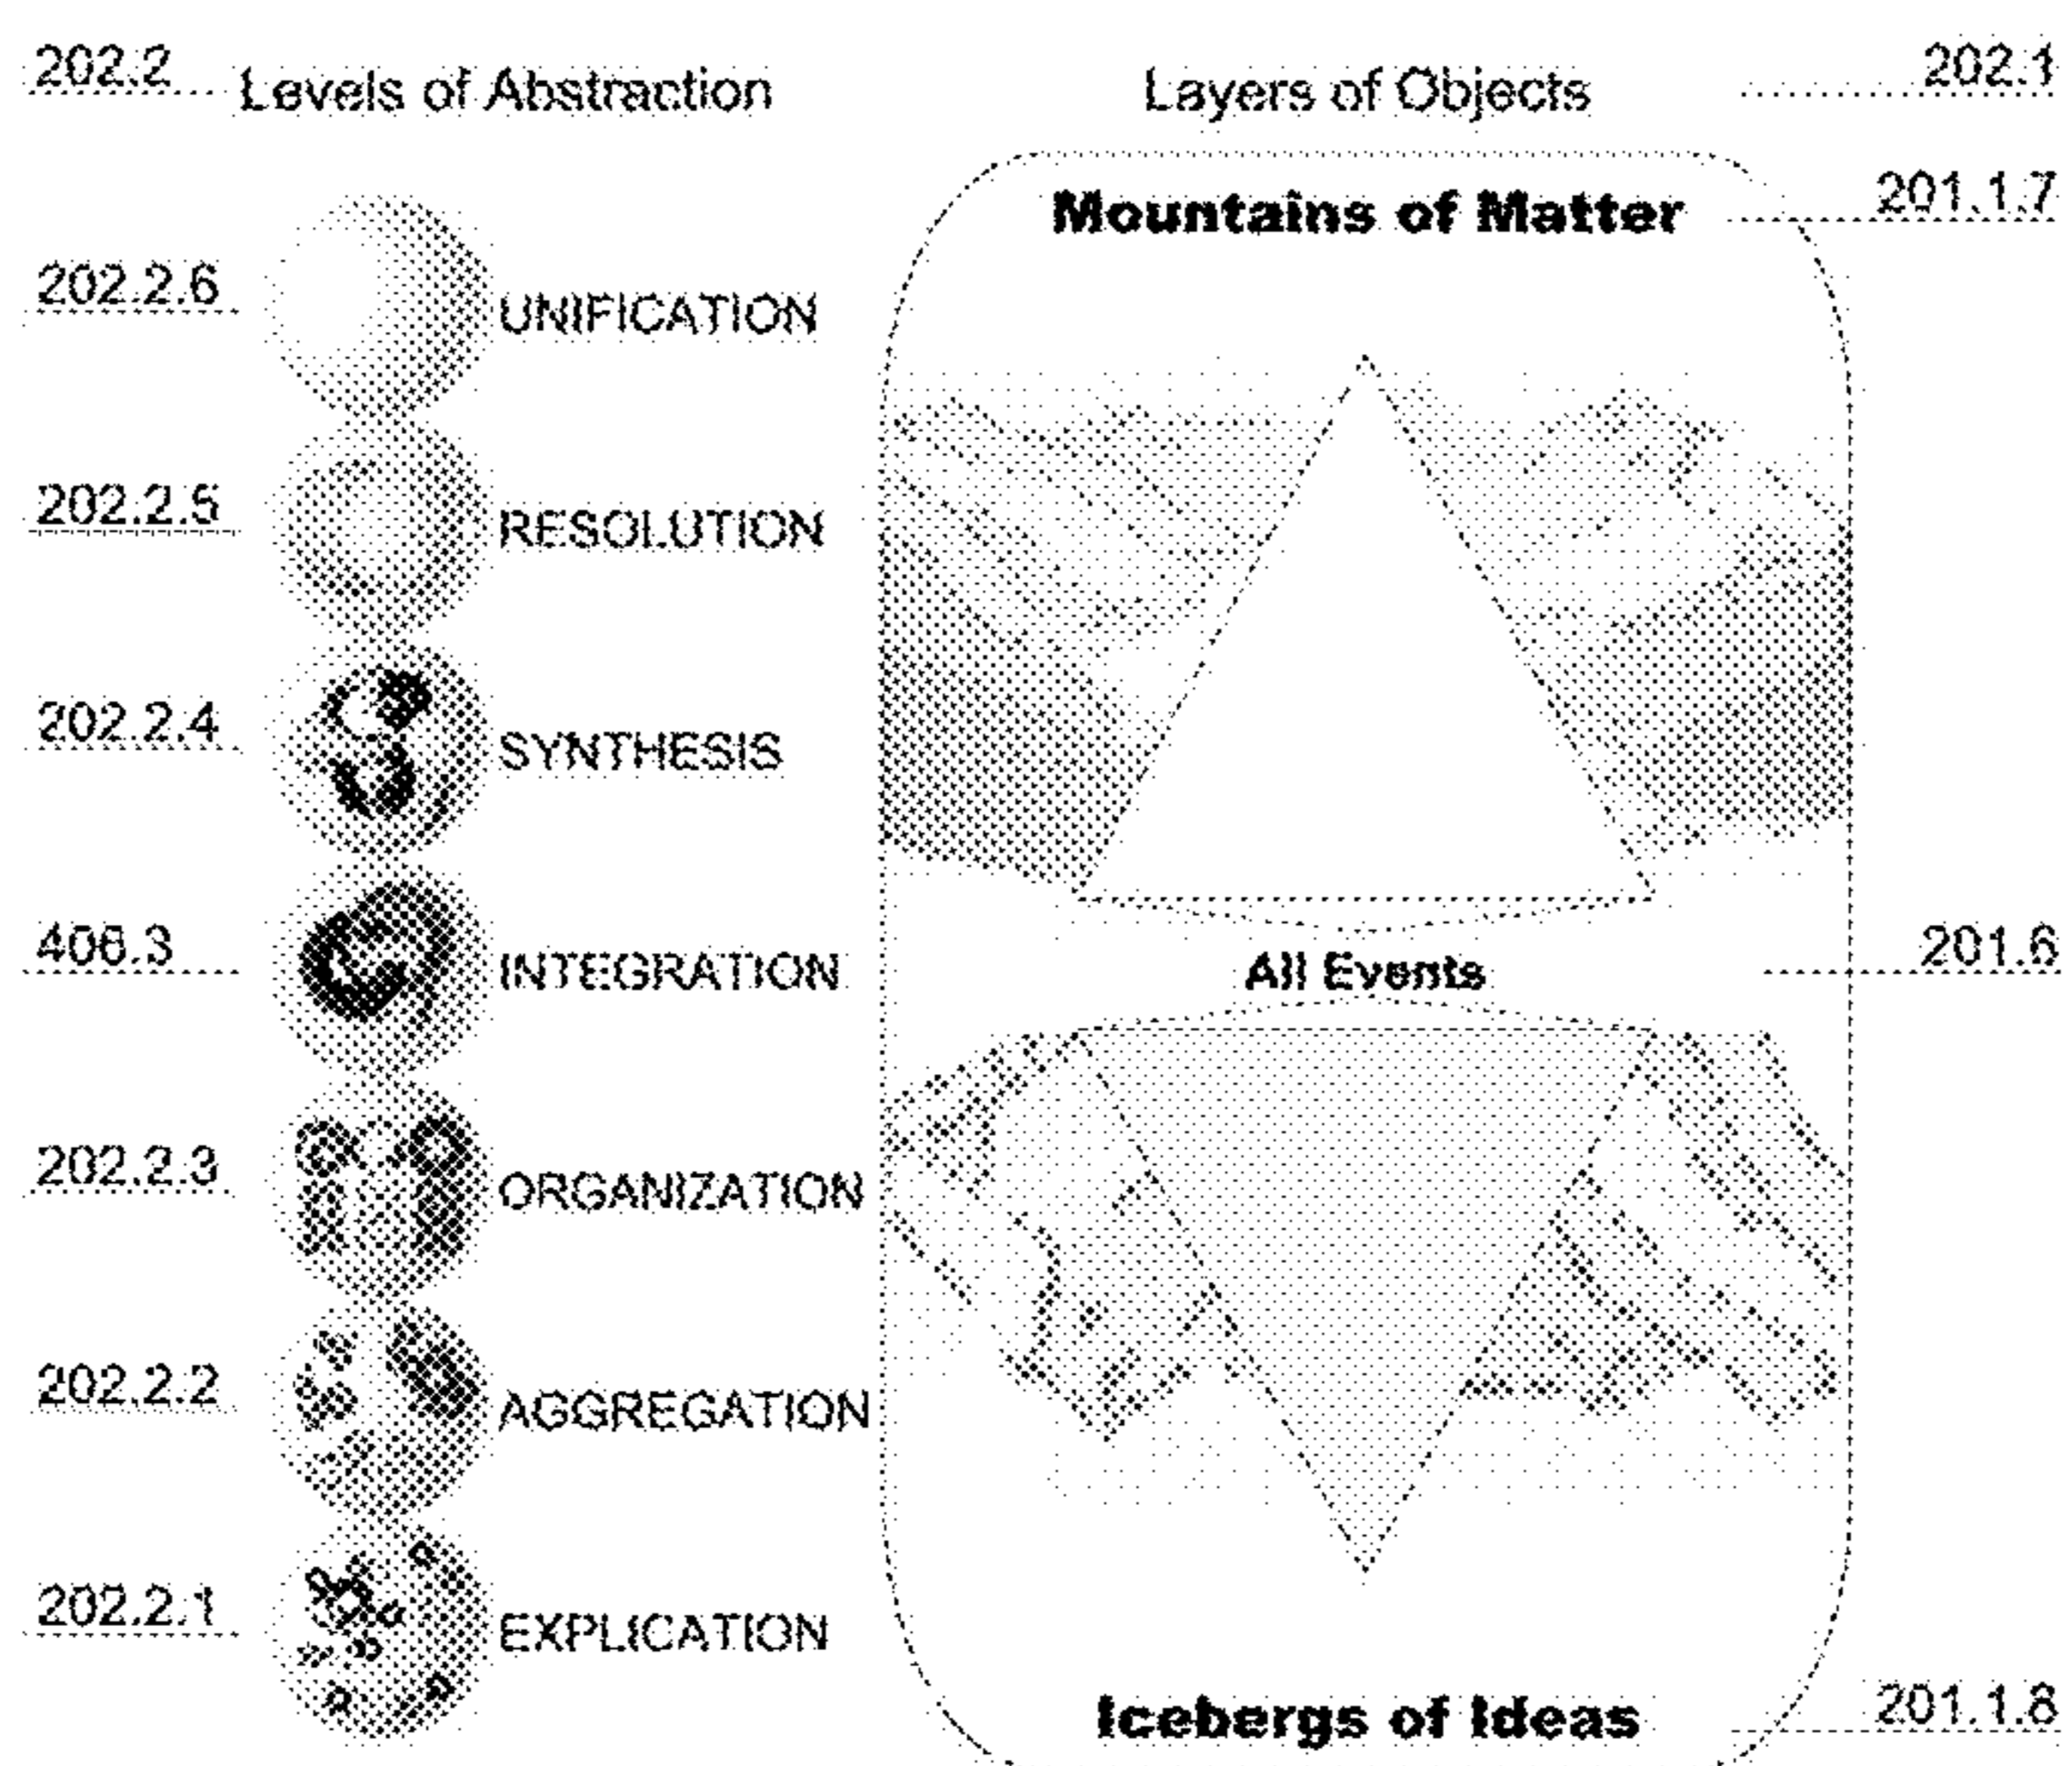 202.2 Levels of Abstraction Layers of Objects 202.1
Mountains of Matter 201.1.7
202.2.6 UNIFICATION
202.2.5 RESOLUTION
202.2.4 SYNTHESIS
406.3 INTEGRATION All Events 201.6
202.2.3 ORGANIZATION
202.2.2 AGGREGATION
202.2.1 EXPLICATION
Icebergs of Ideas 201.1.8